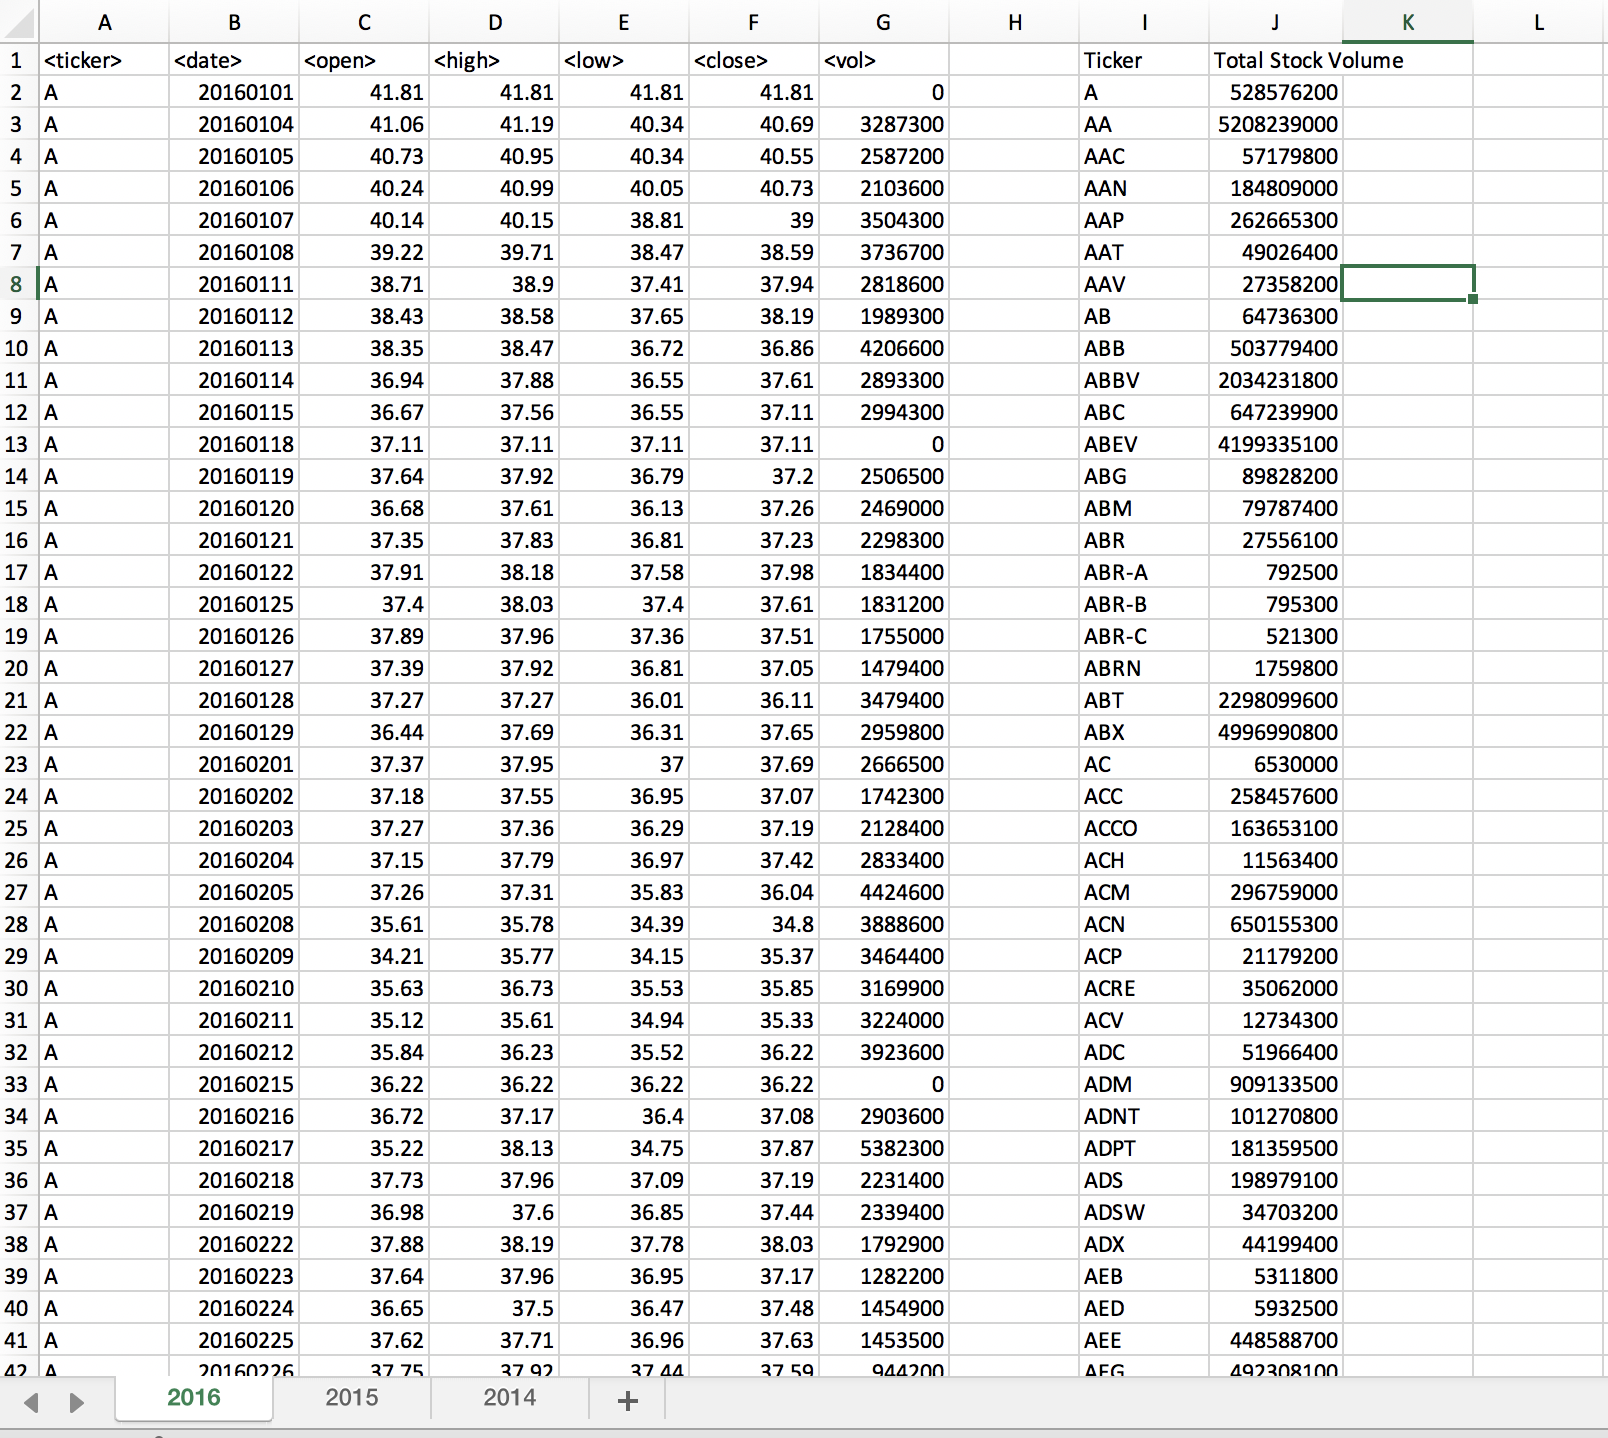 A B C D E F G H I J K L
1 <ticker> <date> <open> <high> <low> <close> <vol> Ticker Total Stock Volume
2 A 20160101 41.81 41.81 41.81 41.81 0 A 528576200
3 A 20160104 41.06 41.19 40.34 40.69 3287300 AA 5208239000
4 A 20160105 40.73 40.95 40.34 40.55 2587200 AAC 57179800
5 A 20160106 40.24 40.99 40.05 40.73 2103600 AAN 184809000
6 A 20160107 40.14 40.15 38.81 39 3504300 AAP 262665300
7 A 20160108 39.22 39.71 38.47 38.59 3736700 AAT 49026400
8 A 20160111 38.71 38.9 37.41 37.94 2818600 AAV 27358200
9 A 20160112 38.43 38.58 37.65 38.19 1989300 AB 64736300
10 A 20160113 38.35 38.47 36.72 36.86 4206600 ABB 503779400
11 A 20160114 36.94 37.88 36.55 37.61 2893300 ABBV 2034231800
12 A 20160115 36.67 37.56 36.55 37.11 2994300 ABC 647239900
13 A 20160118 37.11 37.11 37.11 37.11 0 ABEV 4199335100
14 A 20160119 37.64 37.92 36.79 37.2 2506500 ABG 89828200
15 A 20160120 36.68 37.61 36.13 37.26 2469000 ABM 79787400
16 A 20160121 37.35 37.83 36.81 37.23 2298300 ABR 27556100
17 A 20160122 37.91 38.18 37.58 37.98 1834400 ABR-A 792500
18 A 20160125 37.4 38.03 37.4 37.61 1831200 ABR-B 795300
19 A 20160126 37.89 37.96 37.36 37.51 1755000 ABR-C 521300
20 A 20160127 37.39 37.92 36.81 37.05 1479400 ABRN 1759800
21 A 20160128 37.27 37.27 36.01 36.11 3479400 ABT 2298099600
22 A 20160129 36.44 37.69 36.31 37.65 2959800 ABX 4996990800
23 A 20160201 37.37 37.95 37 37.69 2666500 AC 6530000
24 A 20160202 37.18 37.55 36.95 37.07 1742300 ACC 258457600
25 A 20160203 37.27 37.36 36.29 37.19 2128400 ACCO 163653100
26 A 20160204 37.15 37.79 36.97 37.42 2833400 ACH 11563400
27 A 20160205 37.26 37.31 35.83 36.04 4424600 ACM 296759000
28 A 20160208 35.61 35.78 34.39 34.8 3888600 ACN 650155300
29 A 20160209 34.21 35.77 34.15 35.37 3464400 ACP 21179200
30 A 20160210 35.63 36.73 35.53 35.85 3169900 ACRE 35062000
31 A 20160211 35.12 35.61 34.94 35.33 3224000 ACV 12734300
32 A 20160212 35.84 36.23 35.52 36.22 3923600 ADC 51966400
33 A 20160215 36.22 36.22 36.22 36.22 0 ADM 909133500
34 A 20160216 36.72 37.17 36.4 37.08 2903600 ADNT 101270800
35 A 20160217 35.22 38.13 34.75 37.87 5382300 ADPT 181359500
36 A 20160218 37.73 37.96 37.09 37.19 2231400 ADS 198979100
37 A 20160219 36.98 37.6 36.85 37.44 2339400 ADSW 34703200
38 A 20160222 37.88 38.19 37.78 38.03 1792900 ADX 44199400
39 A 20160223 37.64 37.96 36.95 37.17 1282200 AEB 5311800
40 A 20160224 36.65 37.5 36.47 37.48 1454900 AED 5932500
41 A 20160225 37.62 37.71 36.96 37.63 1453500 AEE 448588700
42 A 20160226 37.75 37.92 37.44 37.59 944200 AEG 492308100
2016 2015 2014 +